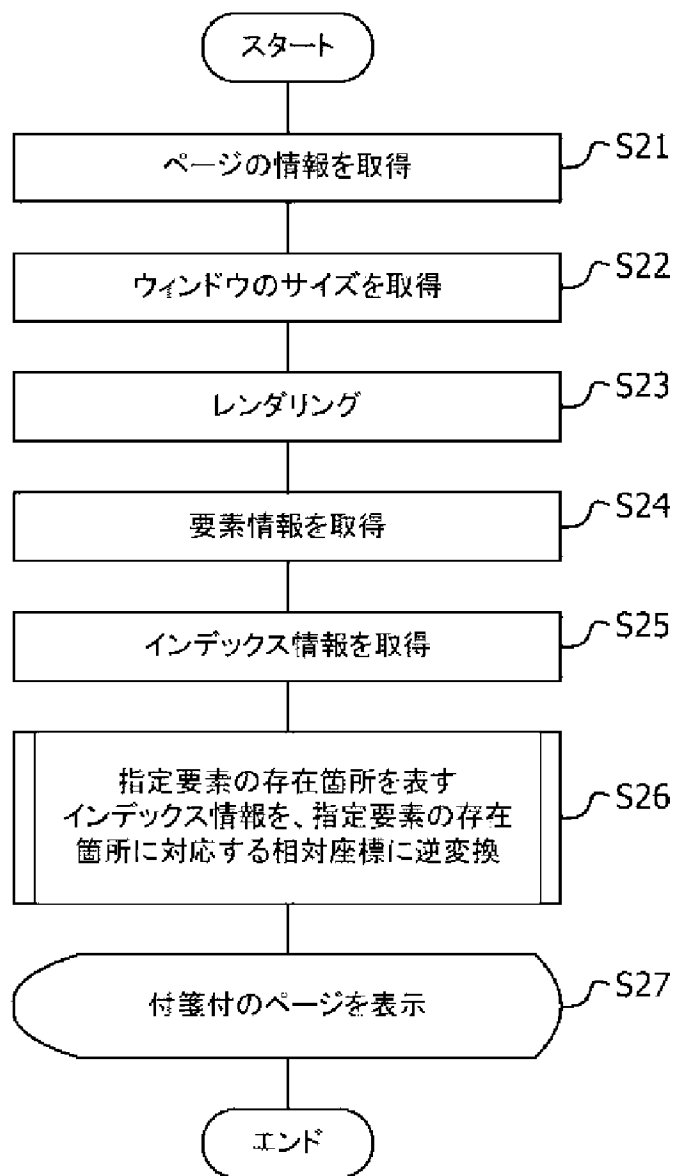 スタート
ページの情報を取得
S21
ウィンドウのサイズを取得
S22
レンダリング
S23
要素情報を取得
S24
インデックス情報を取得
S25
指定要素の存在箇所を表す
インデックス情報を、指定要素の存在
箇所に対応する相対座標に逆変換
S26
付箋付のページを表示
S27
エンド